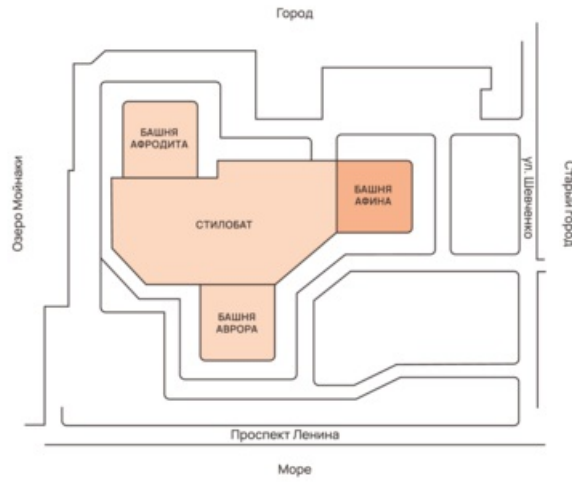 Город
БАШНЯ
АФРОДИТА
Озеро Мойнаки
СТИЛОБАТ
БАШНЯ
АФИНА
ул. Шевченко
Старый город
БАШНЯ
АВРОРА
Проспект Ленина
Море